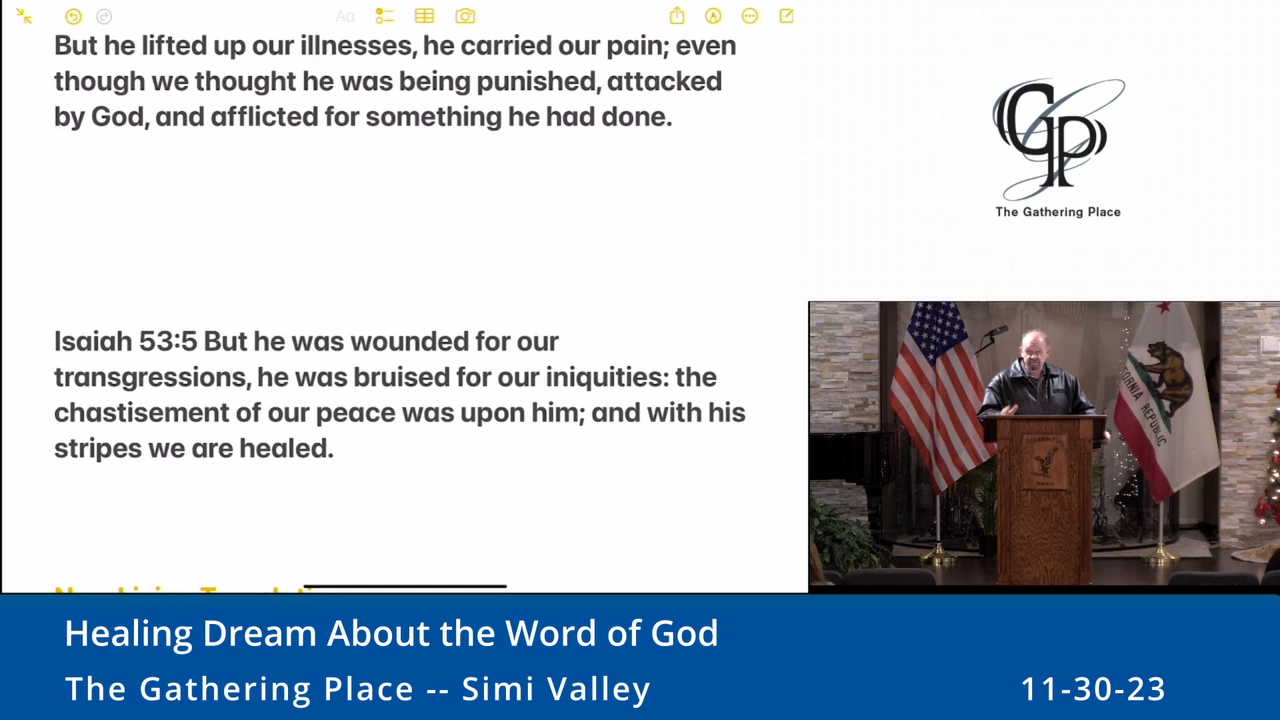 Aa
But he lifted up our illnesses, he carried our pain; even
though we thought he was being punished, attacked
by God, and afflicted for something he had done.
Isaiah 53:5 But he was wounded for our
transgressions, he was bruised for our iniquities: the
chastisement of our peace was upon him; and with his
stripes we are healed.
GP
The Gathering Place
REPUBLIC
Healing Dream About the Word of God
The Gathering Place -- Simi Valley
11-30-23